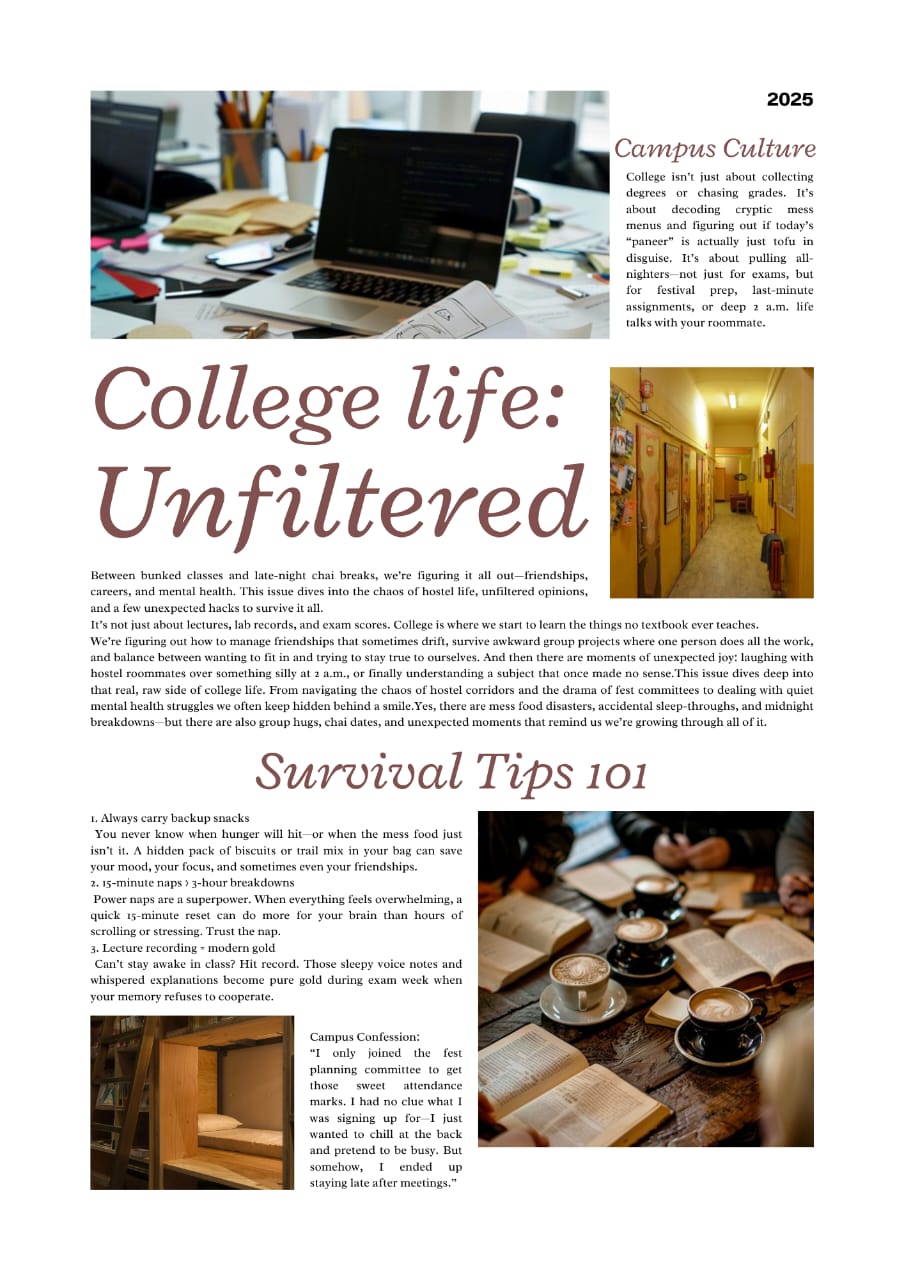 2025
Campus Culture
College isn't just about collecting
degrees or chasing grades. It's
about decoding cryptic mess
menus and figuring out if today's
“paneer” is actually just tofu in
disguise. It's about pulling all-
nighters—not just for exams, but
for festival prep, last-minute
assignments, or deep 2 a.m. life
talks with your roommate.
College life:
Unfiltered
Between bunked classes and late-night chai breaks, we're figuring it all out—friendships,
careers, and mental health. This issue dives into the chaos of hostel life, unfiltered opinions,
and a few unexpected hacks to survive it all.
It's not just about lectures, lab records, and exam scores. College is where we start to learn the things no textbook ever teaches.
We're figuring out how to manage friendships that sometimes drift, survive awkward group projects where one person does all the work,
and balance between wanting to fit in and trying to stay true to ourselves. And then there are moments of unexpected joy: laughing with
hostel roommates over something silly at 2 a.m., or finally understanding a subject that once made no sense.This issue dives deep into
that real, raw side of college life. From navigating the chaos of hostel corridors and the drama of fest committees to dealing with quiet
mental health struggles we often keep hidden behind a smile.Yes, there are mess food disasters, accidental sleep-throughs, and midnight
breakdowns—but there are also group hugs, chai dates, and unexpected moments that remind us we're growing through all of it.
Survival Tips 101
1. Always carry backup snacks
You never know when hunger will hit—or when the mess food just
isn't it. A hidden pack of biscuits or trail mix in your bag can save
your mood, your focus, and sometimes even your friendships.
2. 15-minute naps > 3-hour breakdowns
Power naps are a superpower. When everything feels overwhelming, a
quick 15-minute reset can do more for your brain than hours of
scrolling or stressing. Trust the nap.
3. Lecture recording = modern gold
Can't stay awake in class? Hit record. Those sleepy voice notes and
whispered explanations become pure gold during exam week when
your memory refuses to cooperate.
Campus Confession:
“I only joined the fest
planning committee to get
those sweet attendance
marks. I had no clue what I
was signing up for—I just
wanted to chill at the back
and pretend to be busy. But
somehow, I ended up
staying late after meetings.”